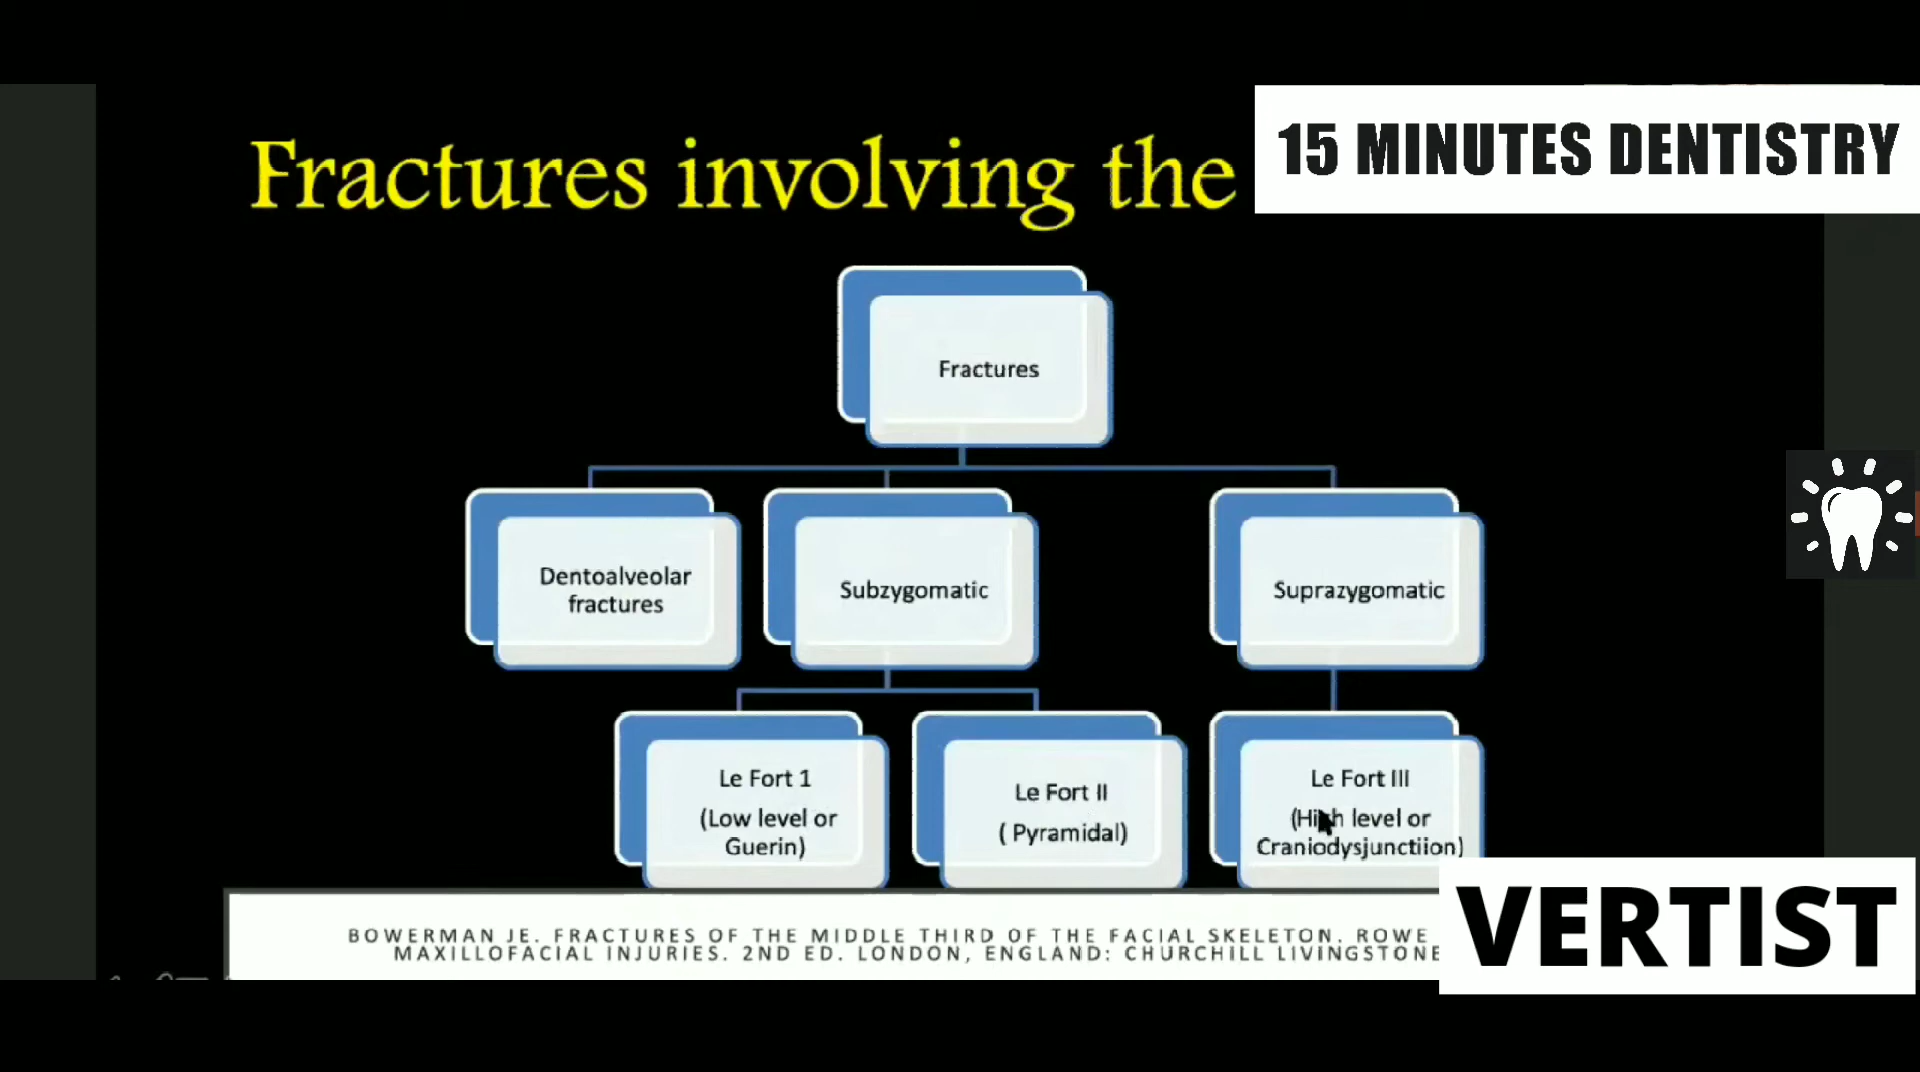 Fractures involving the
15 MINUTES DENTISTRY
Fractures
Dentoalveolar
fractures
Subzygomatic
Suprazygomatic
Le Fort 1
(Low level or
Guerin)
Le Fort II
( Pyramidal)
Le Fort III
(High level or
Craniodysjunctiion)
BOWERMAN JE. FRACTURES OF THE MIDDLE THIRD OF THE FACIAL SKELETON. ROWE
MAXILLOFACIAL INJURIES. 2ND ED. LONDON, ENGLAND: CHURCHILL LIVINGSTONE
VERTIST